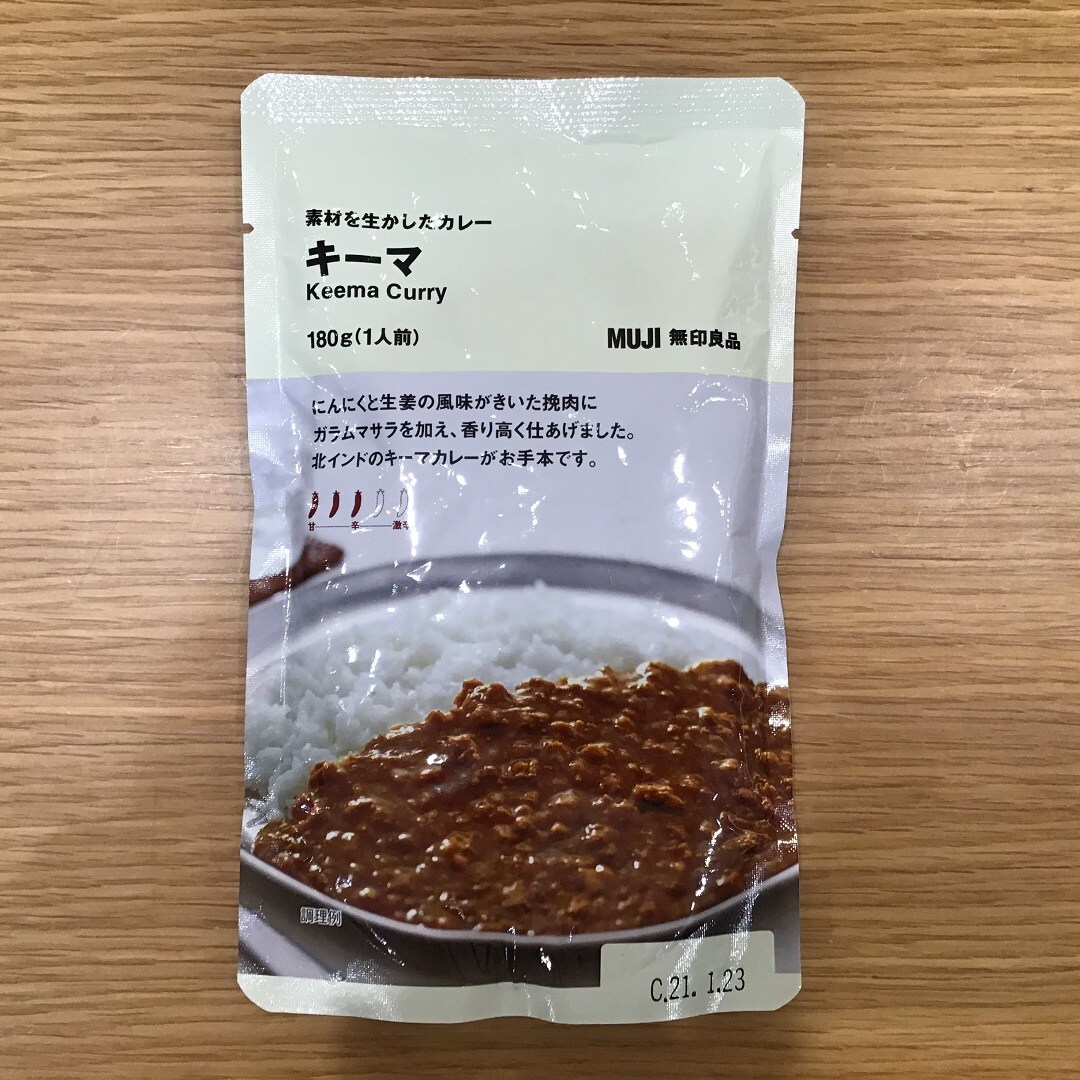 素材を生かしたカレー
キーマ
Keema Curry
180g(1人前)
MUJI 無印良品
にんにくと生姜の風味がきいた挽肉に
ガラムマサラを加え、香り高く仕あげました。
北インドのキーマカレーがお手本です。
甘 辛 激辛
調理例
C.21. 1.23